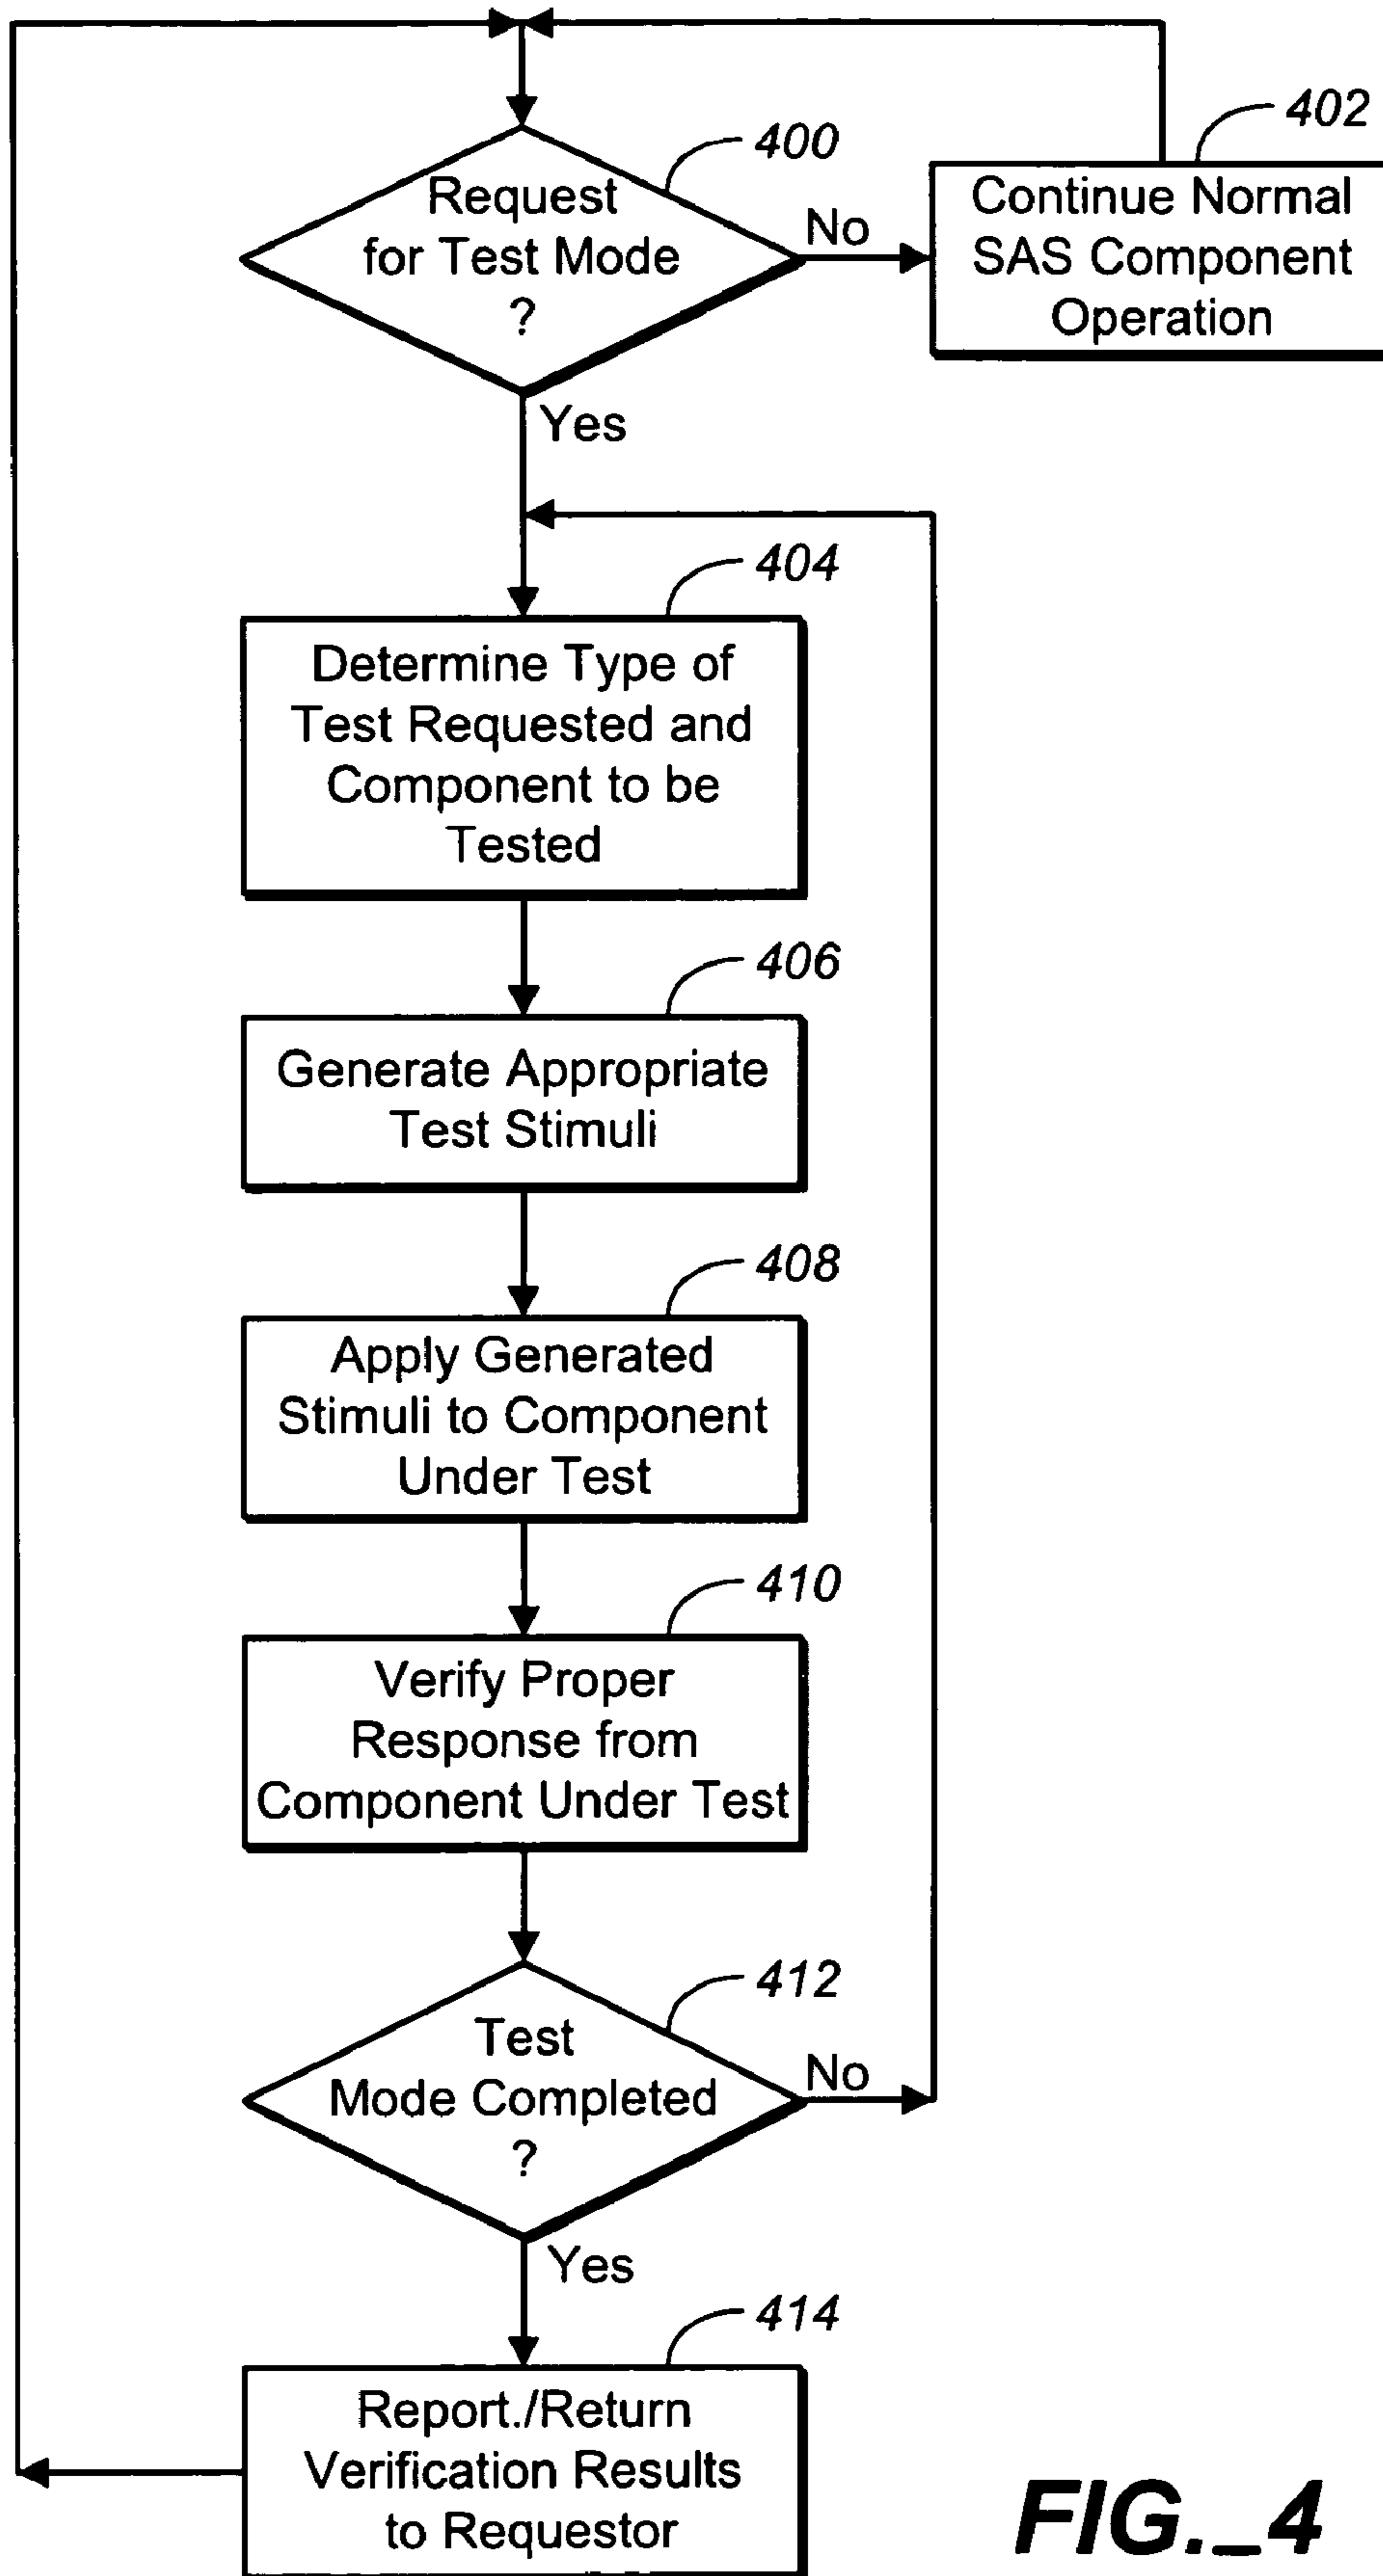 400
Request
for Test Mode
?
No
402
Continue Normal
SAS Component
Operation
Yes
404
Determine Type of
Test Requested and
Component to be
Tested
406
Generate Appropriate
Test Stimuli
408
Apply Generated
Stimuli to Component
Under Test
410
Verify Proper
Response from
Component Under Test
412
Test
Mode Completed
?
No
Yes
414
Report./Return
Verification Results
to Requestor
FIG._4